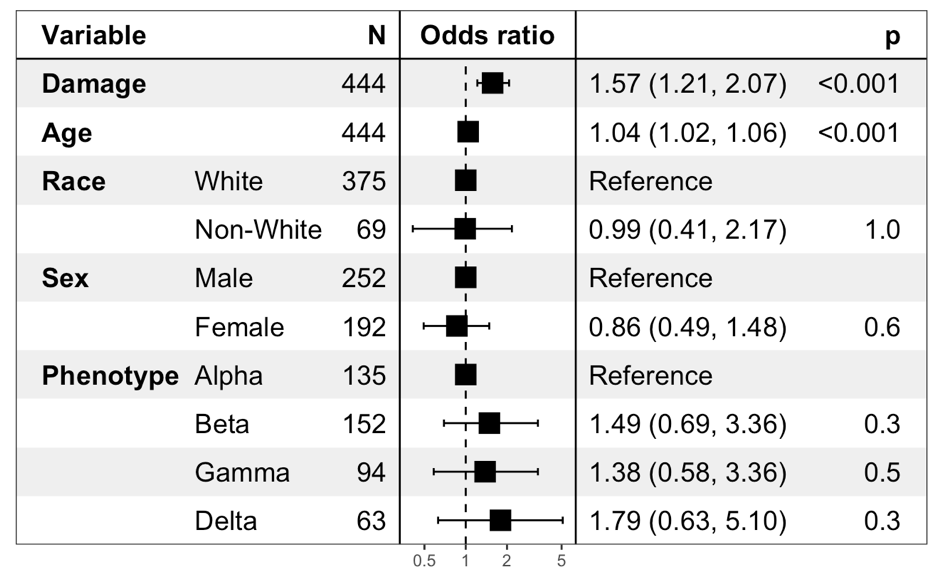 Variable N Odds ratio p
Damage 444 1.57 (1.21, 2.07) <0.001
Age 444 1.04 (1.02, 1.06) <0.001
Race White 375 Reference
Non-White 69 0.99 (0.41, 2.17) 1.0
Sex Male 252 Reference
Female 192 0.86 (0.49, 1.48) 0.6
Phenotype Alpha 135 Reference
Beta 152 1.49 (0.69, 3.36) 0.3
Gamma 94 1.38 (0.58, 3.36) 0.5
Delta 63 1.79 (0.63, 5.10) 0.3
0.5 1 2 5